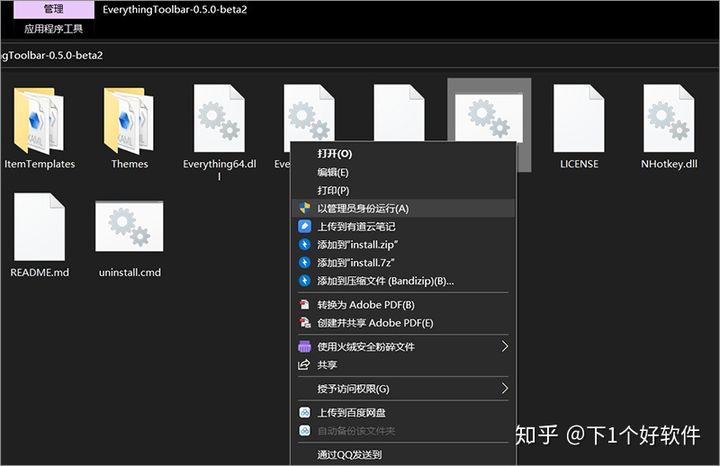 管理
EverythingToolbar-0.5.0-beta2
应用程序工具
gToolbar-0.5.0-beta2
ItemTemplates
Themes
Everything64.dl
l
Eve
LICENSE
NHotkey.dll
README.md
uninstall.cmd
打开(O)
编辑(E)
打印(P)
以管理员身份运行(A)
上传到有道云笔记
添加到“install.zip”
添加到“install.7z”
添加到压缩文件 (Bandizip)(B)...
转换为 Adobe PDF(B)
创建并共享 Adobe PDF(E)
使用火绒安全粉碎文件
共享
授予访问权限(G)
上传到百度网盘
自动备份该文件夹
通过QQ发送到
知乎 @下1个好软件